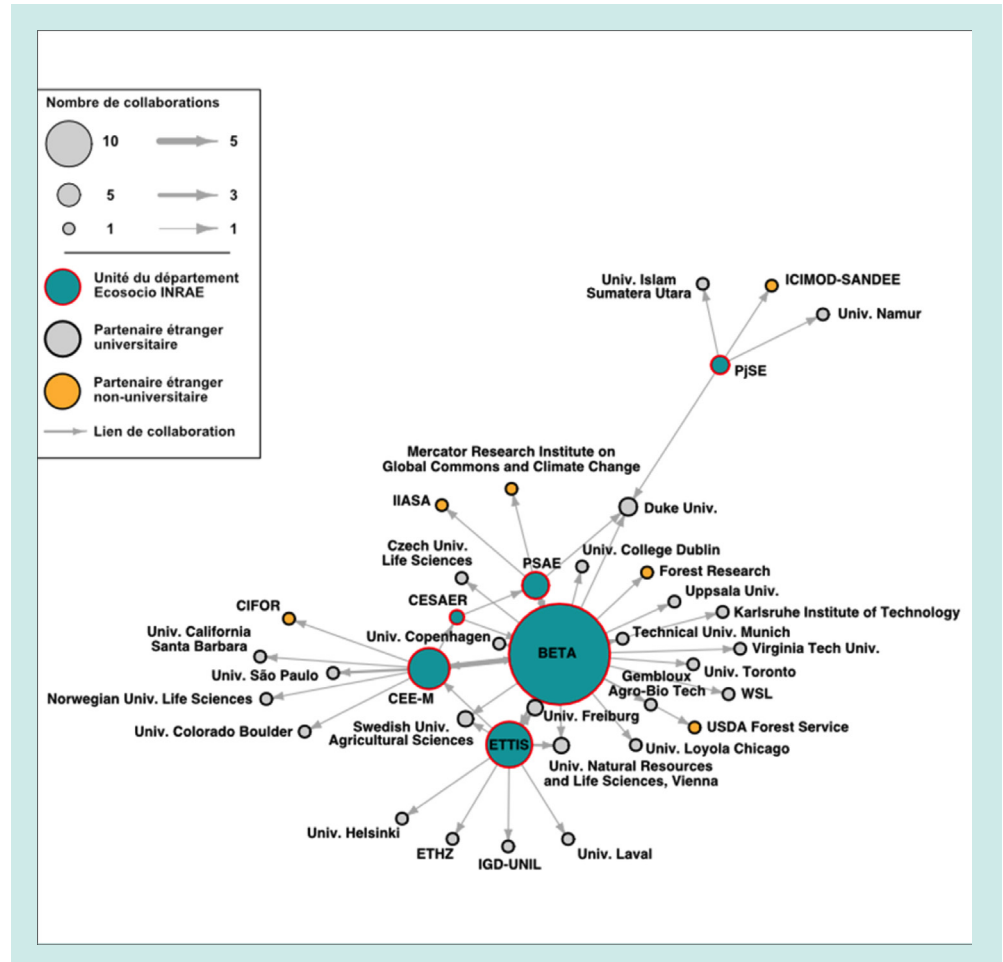 Nombre de collaborations
10 5
5 3
1 1
Unité du département
Ecosocio INRAE
Partenaire étranger
universitaire
Partenaire étranger
non-universitaire
Lien de collaboration
Univ. Islam
Sumatera Utara
ICIMOD-SANDEE
Univ. Namur
PjSE
Mercator Research Institute on
Global Commons and Climate Change
IIASA
Duke Univ.
Czech Univ.
Life Sciences
PSAE
Univ. College Dublin
Forest Research
CESAER
Uppsala Univ.
CIFOR
Karlsruhe Institute of Technology
Univ. California
Santa Barbara
Univ. Copenhagen
Technical Univ. Munich
BETA
Virginia Tech Univ.
Univ. São Paulo
Univ. Toronto
Gembloux
Agro-Bio Tech
CEE-M
WSL
Norwegian Univ. Life Sciences
Univ. Freiburg
Swedish Univ.
Agricultural Sciences
USDA Forest Service
Univ. Colorado Boulder
ETTIS
Univ. Loyola Chicago
Univ. Natural Resources
and Life Sciences, Vienna
Univ. Helsinki
ETHZ
IGD-UNIL
Univ. Laval